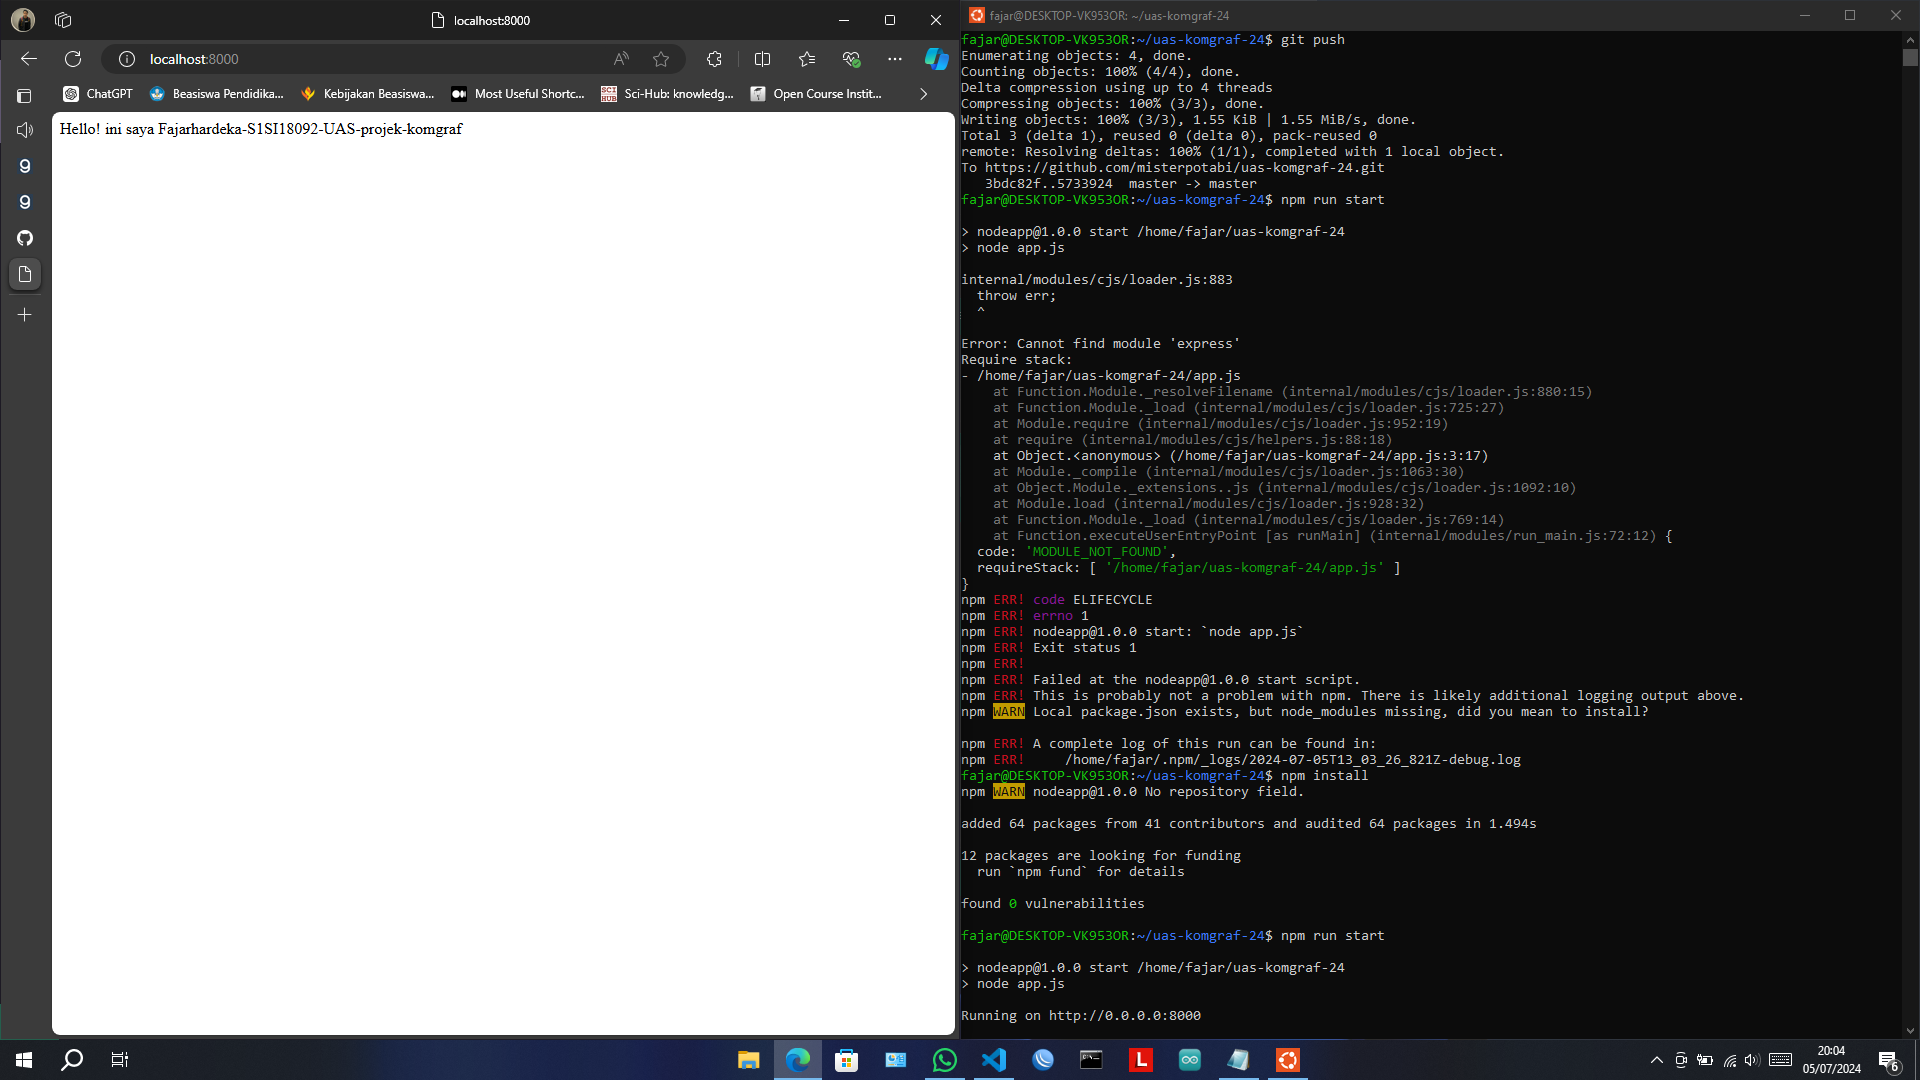 localhost:8000
localhost:8000
ChatGPT
Beasiswa Pendidika...
Kebijakan Beasiswa...
Most Useful Shortc...
SCI HUB
Sci-Hub: knowledg...
Open Course Instit...
Hello! ini saya Fajarhardeka-S1SI18092-UAS-projek-komgraf
fajar@DESKTOP-VK953OR: ~/uas-komgraf-24
fajar@DESKTOP-VK953OR:~/uas-komgraf-24$ git push
Enumerating objects: 4, done.
Counting objects: 100% (4/4), done.
Delta compression using up to 4 threads
Compressing objects: 100% (3/3), done.
Writing objects: 100% (3/3), 1.55 KiB | 1.55 MiB/s, done.
Total 3 (delta 1), reused 0 (delta 0), pack-reused 0
remote: Resolving deltas: 100% (1/1), completed with 1 local object.
To https://github.com/misterpotabi/uas-komgraf-24.git
   3bdc82f..5733924  master -> master
fajar@DESKTOP-VK953OR:~/uas-komgraf-24$ npm run start
> nodeapp@1.0.0 start /home/fajar/uas-komgraf-24
> node app.js
internal/modules/cjs/loader.js:883
  throw err;
  ^
Error: Cannot find module 'express'
Require stack:
- /home/fajar/uas-komgraf-24/app.js
    at Function.Module._resolveFilename (internal/modules/cjs/loader.js:880:15)
    at Function.Module._load (internal/modules/cjs/loader.js:725:27)
    at Module.require (internal/modules/cjs/loader.js:952:19)
    at require (internal/modules/cjs/helpers.js:88:18)
    at Object.<anonymous> (/home/fajar/uas-komgraf-24/app.js:3:17)
    at Module._compile (internal/modules/cjs/loader.js:1063:30)
    at Object.Module._extensions..js (internal/modules/cjs/loader.js:1092:10)
    at Module.load (internal/modules/cjs/loader.js:928:32)
    at Function.Module._load (internal/modules/cjs/loader.js:769:14)
    at Function.executeUserEntryPoint [as runMain] (internal/modules/run_main.js:72:12) {
  code: 'MODULE_NOT_FOUND',
  requireStack: [ '/home/fajar/uas-komgraf-24/app.js' ]
}
npm ERR! code ELIFECYCLE
npm ERR! errno 1
npm ERR! nodeapp@1.0.0 start: `node app.js`
npm ERR! Exit status 1
npm ERR!
npm ERR! Failed at the nodeapp@1.0.0 start script.
npm ERR! This is probably not a problem with npm. There is likely additional logging output above.
npm WARN Local package.json exists, but node_modules missing, did you mean to install?
npm ERR! A complete log of this run can be found in:
npm ERR!     /home/fajar/.npm/_logs/2024-07-05T13_03_26_821Z-debug.log
fajar@DESKTOP-VK953OR:~/uas-komgraf-24$ npm install
npm WARN nodeapp@1.0.0 No repository field.
added 64 packages from 41 contributors and audited 64 packages in 1.494s
12 packages are looking for funding
  run `npm fund` for details
found 0 vulnerabilities
fajar@DESKTOP-VK953OR:~/uas-komgraf-24$ npm run start
> nodeapp@1.0.0 start /home/fajar/uas-komgraf-24
> node app.js
Running on http://0.0.0.0:8000
L
20:04
05/07/2024
6